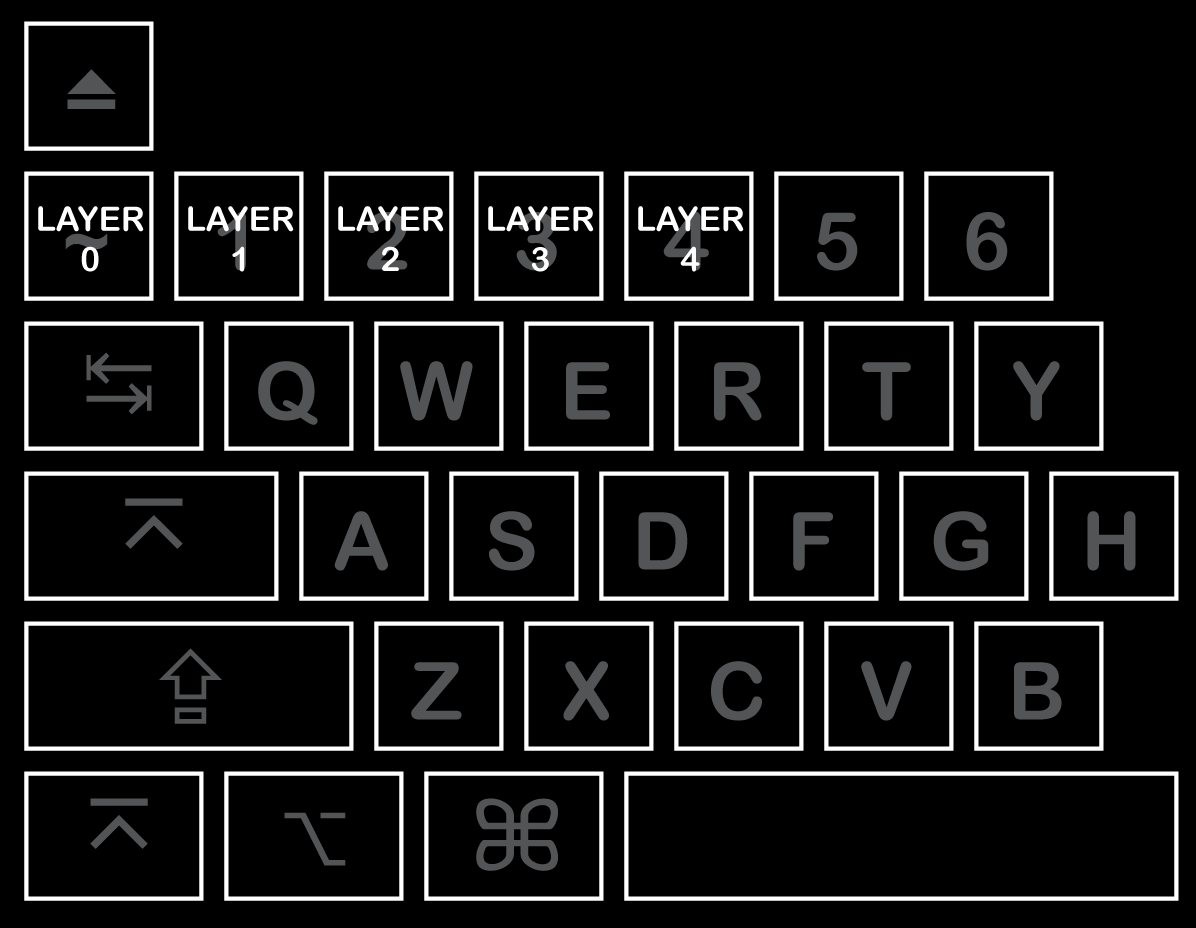 ⏏
LAYER LAYER LAYER LAYER LAYER
~ 1 2 3 4 5 6
0 1 2 3 4
Q W E R T Y
A S D F G H
Z X C V B
⌥ ⌘